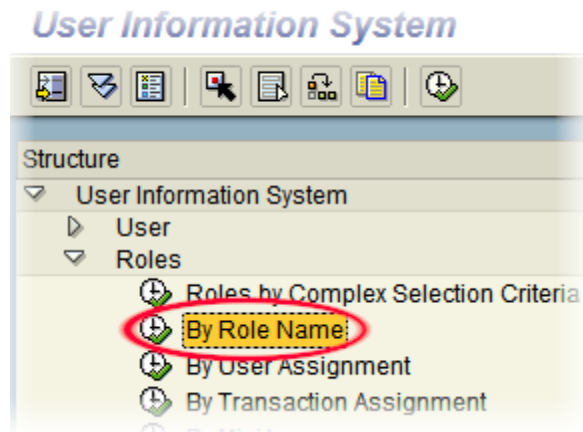 User Information System
Structure
User Information System
User
Roles
Roles by Complex Selection Criteria
By Role Name
By User Assignment
By Transaction Assignment